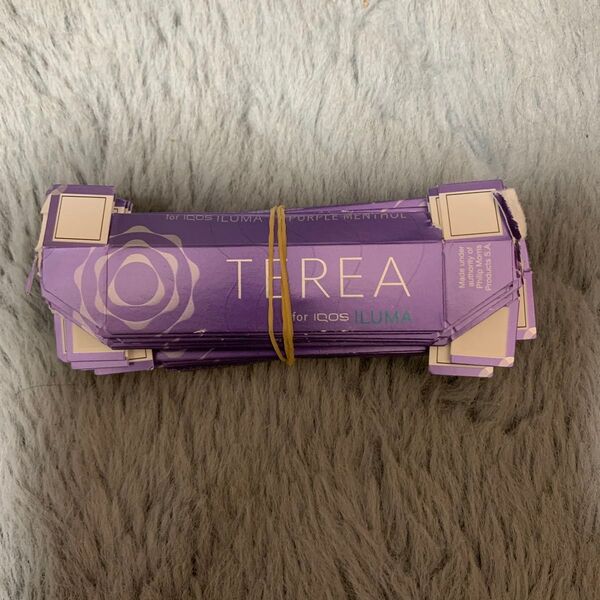 for IQOS ILUMA PURPLE MENTHOL
TEREA
for IQOS ILUMA
Made under
authority of
Philip Morris
Products S.A.